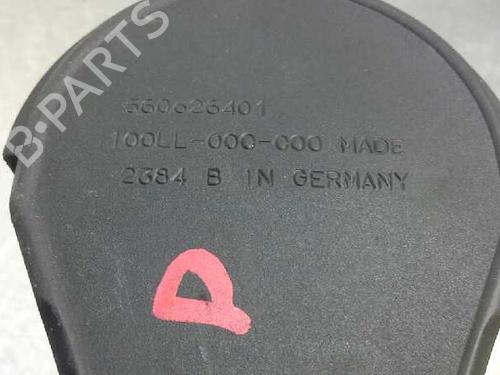 560626401
100LL-000-000 MADE
2384 B IN GERMANY
D
B-PARTS